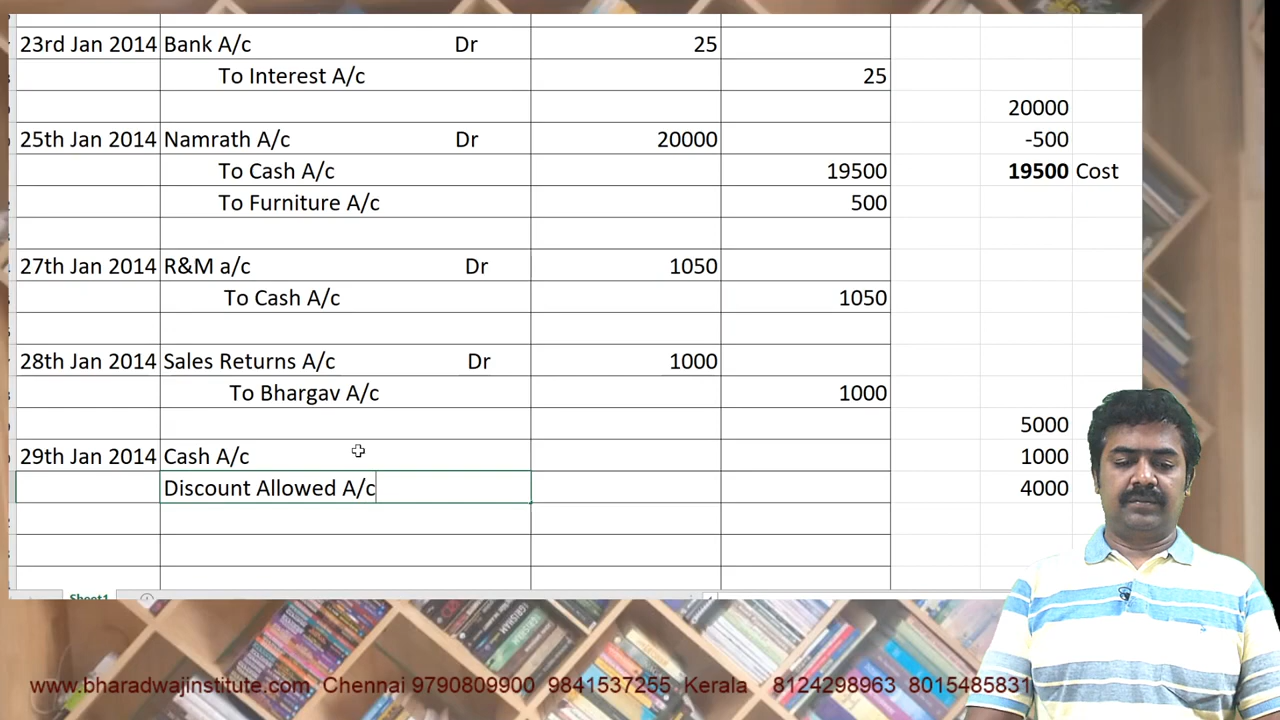 23rd Jan 2014 Bank A/c Dr 25
To Interest A/c 25
20000
25th Jan 2014 Namrath A/c Dr 20000 -500
To Cash A/c 19500 19500 Cost
To Furniture A/c 500
27th Jan 2014 R&M a/c Dr 1050
To Cash A/c 1050
28th Jan 2014 Sales Returns A/c Dr 1000
To Bhargav A/c 1000
5000
29th Jan 2014 Cash A/c 1000
Discount Allowed A/c 4000
Sheet1
www.bharadwajinstitute.com Chennai 9790809900 9841537255 Kerala 8124298963 8015485831